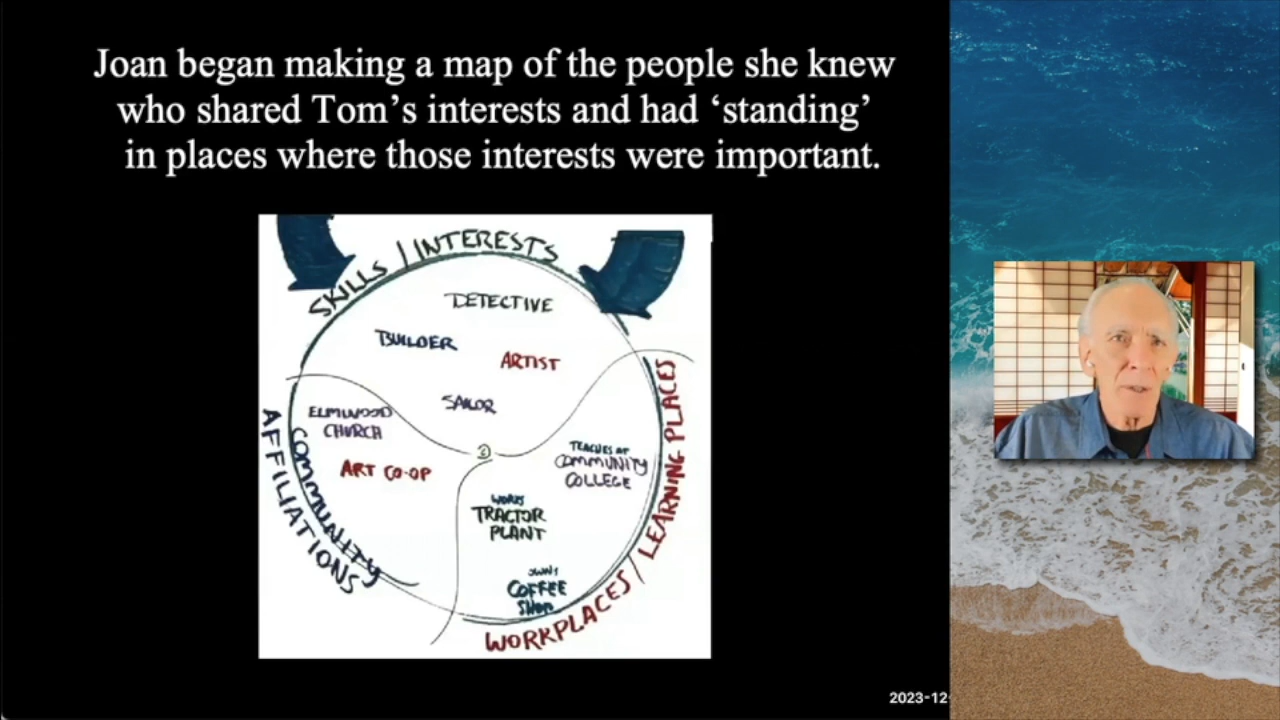 Joan began making a map of the people she knew
who shared Tom’s interests and had ‘standing’
in places where those interests were important.
SKILLS / INTERESTS
DETECTIVE
BUILDER
ARTIST
SAILOR
ELMWOOD
CHURCH
ART CO-OP
COMMUNITY
AFFILIATIONS
TEACHES AT
COMMUNITY
COLLEGE
WORKS
TRACTOR
PLANT
OWNS
COFFEE
SHOP
WORKPLACES / LEARNING PLACES
2023-12-